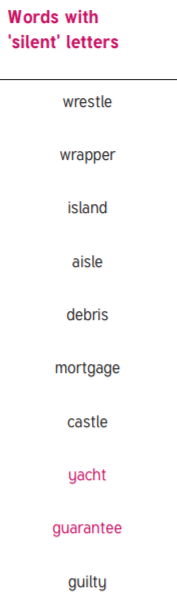 Words with
'silent' letters
wrestle
wrapper
island
aisle
debris
mortgage
castle
yacht
guarantee
guilty